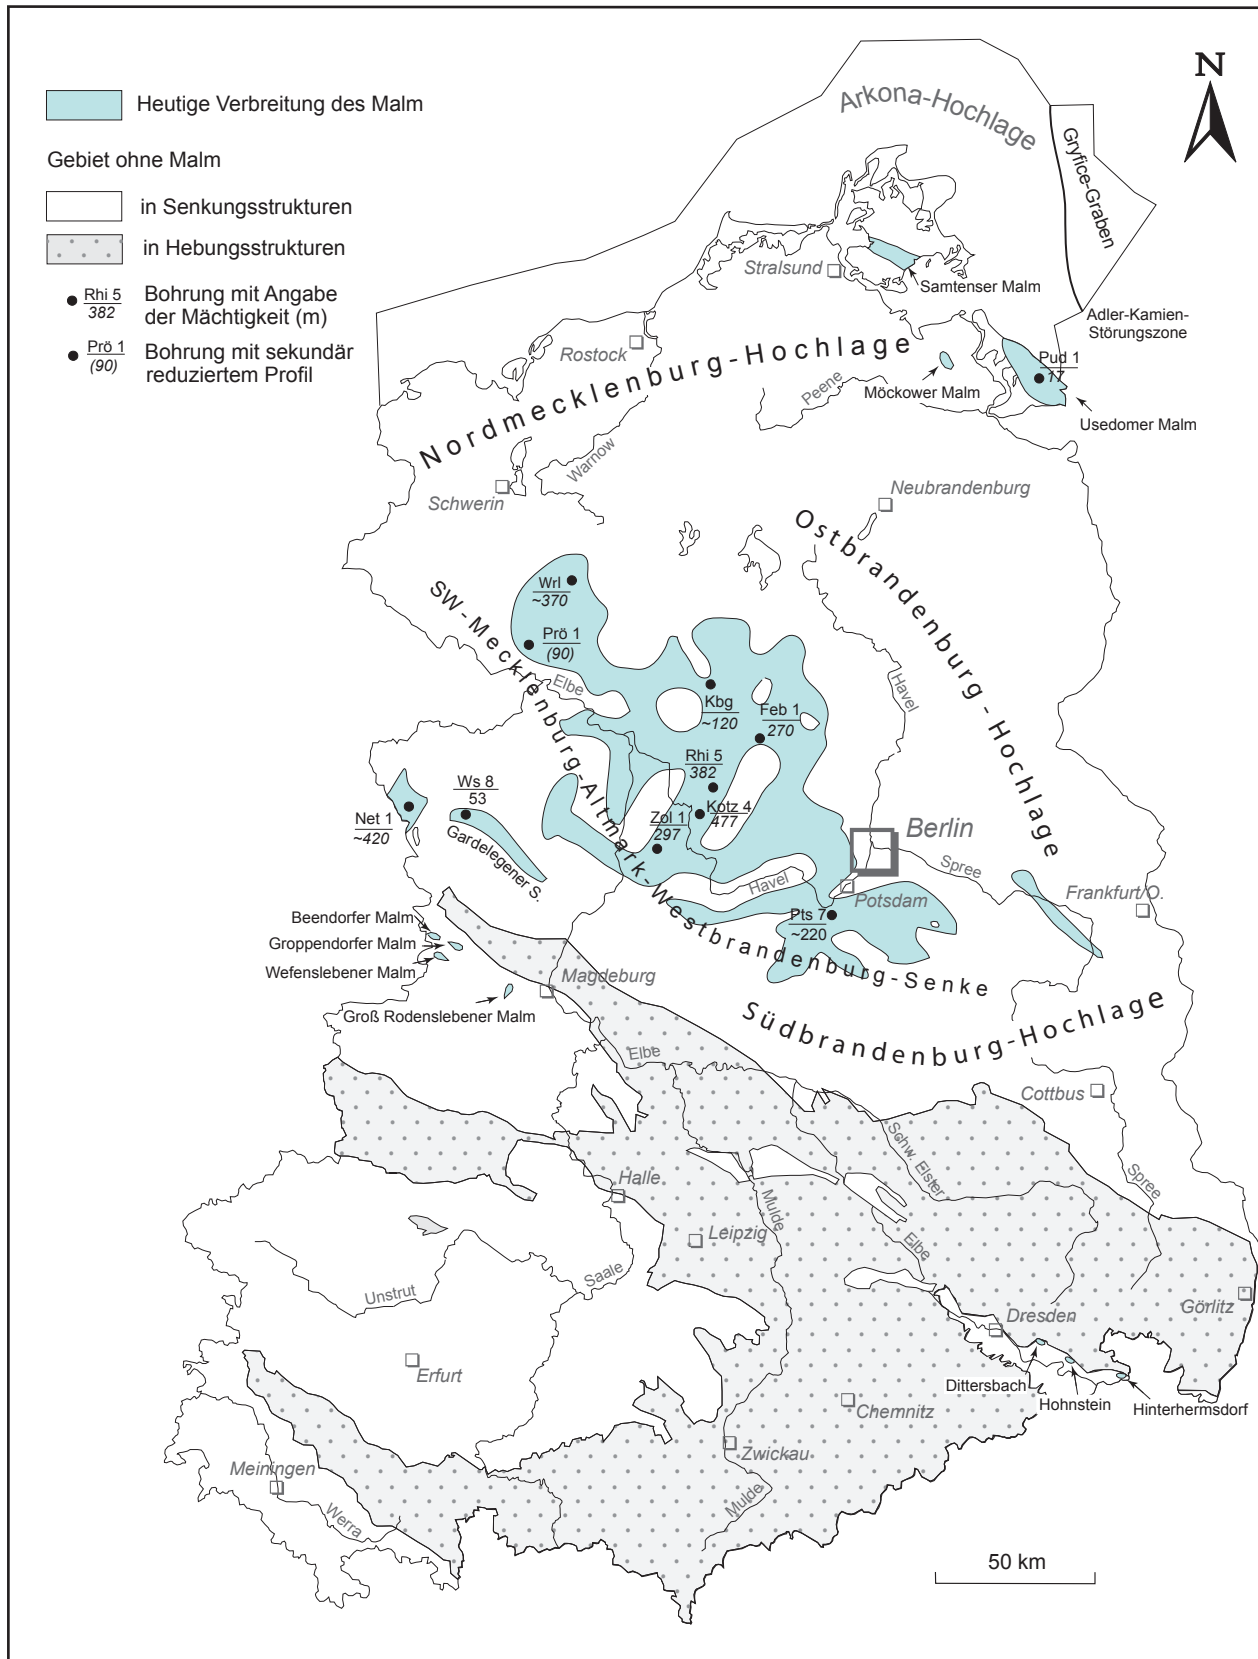 Heutige Verbreitung des Malm
Gebiet ohne Malm
in Senkungsstrukturen
in Hebungsstrukturen
Rhi 5
382
Bohrung mit Angabe
der Mächtigkeit (m)
Prö 1
(90)
Bohrung mit sekundär
reduziertem Profil
N
Arkona-Hochlage
Gryfice-Graben
Stralsund
Samtenser Malm
Adler-Kamien-
Störungszone
Rostock
Nordmecklenburg-Hochlage
Pud 1
17
Möckower Malm
Peene
Usedomer Malm
Warnow
Schwerin
Neubrandenburg
Ostbrandenburg-Hochlage
Wrl
~370
SW-Mecklenburg-Altmark-Westbrandenburg-Senke
Prö 1
(90)
Elbe
Havel
Kbg
~120
Feb 1
270
Rhi 5
382
Ws 8
53
Net 1
~420
Zol 1
297
Kotz 4
477
Berlin
Gardelegener S.
Spree
Havel
Potsdam
Frankfurt/O.
Pts 7
~220
Beendorfer Malm
Groppendorfer Malm
Wefenslebener Malm
Magdeburg
Groß Rodenslebener Malm
Südbrandenburg-Hochlage
Elbe
Cottbus
Schw. Elster
Spree
Halle
Mulde
Leipzig
Elbe
Saale
Unstrut
Görlitz
Dresden
Erfurt
Dittersbach
Hohnstein
Hinterhermsdorf
Chemnitz
Zwickau
Meiningen
Werra
Mulde
50 km